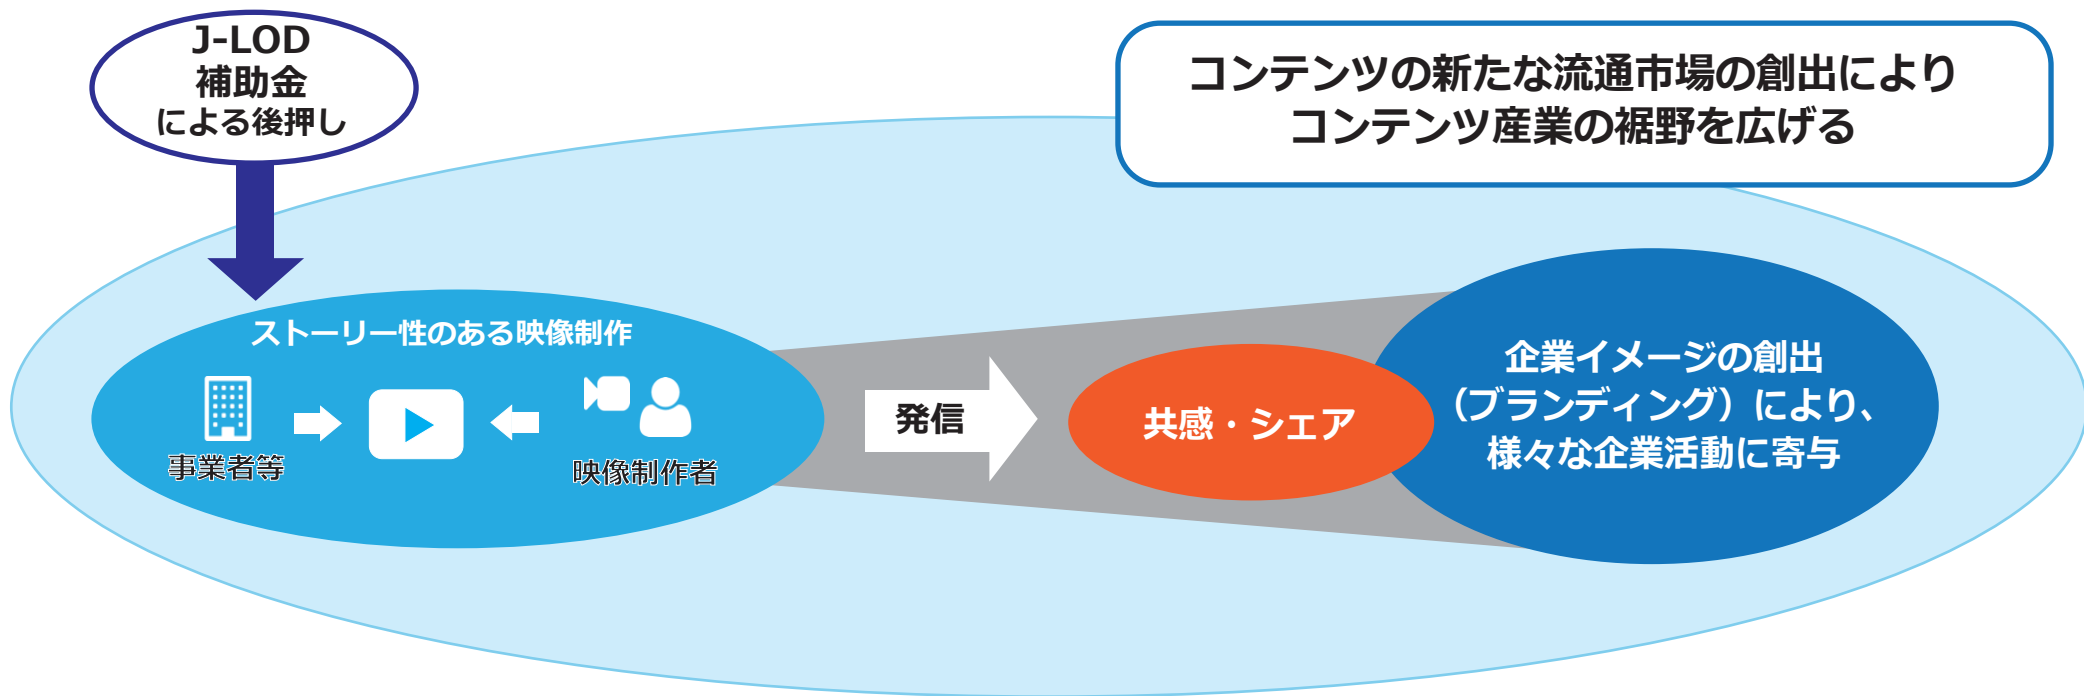 J-LOD
補助金
による後押し
コンテンツの新たな流通市場の創出により
コンテンツ産業の裾野を広げる
ストーリー性のある映像制作
事業者等
映像制作者
発信
共感・シェア
企業イメージの創出
（ブランディング）により、
様々な企業活動に寄与